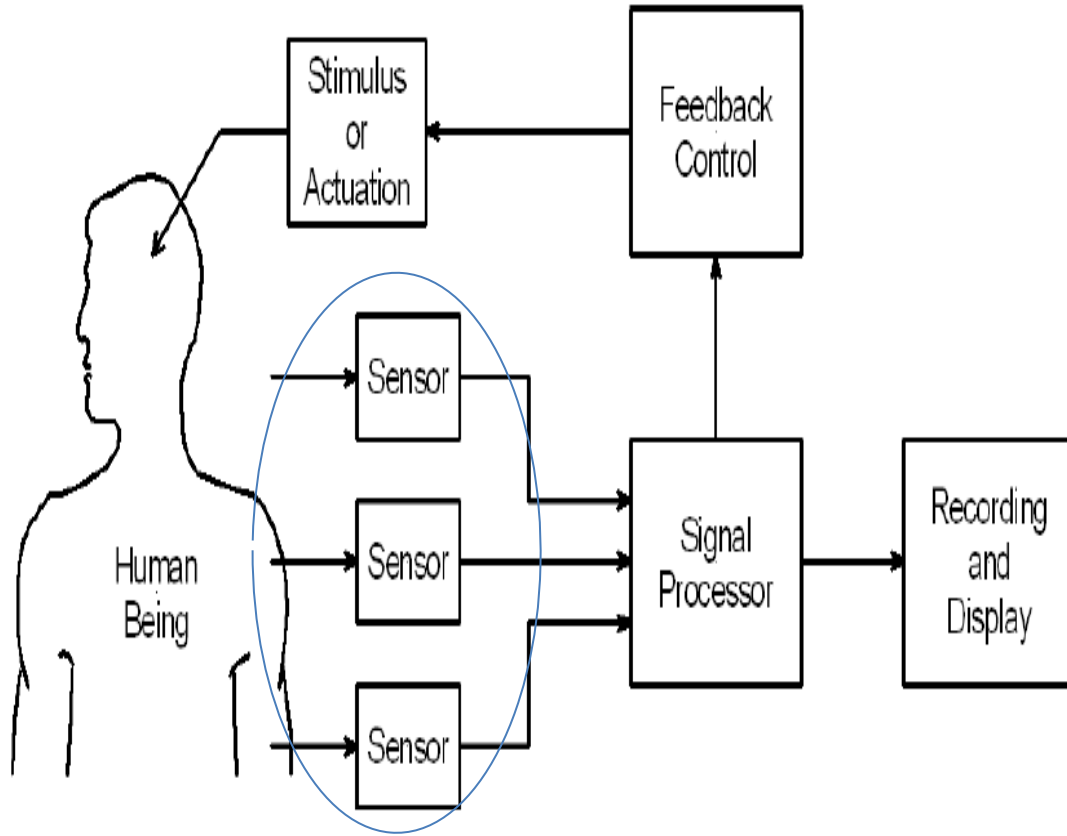 Stimulus
or
Actuation
Feedback
Control
Sensor
Sensor
Sensor
Human
Being
Signal
Processor
Recording
and
Display